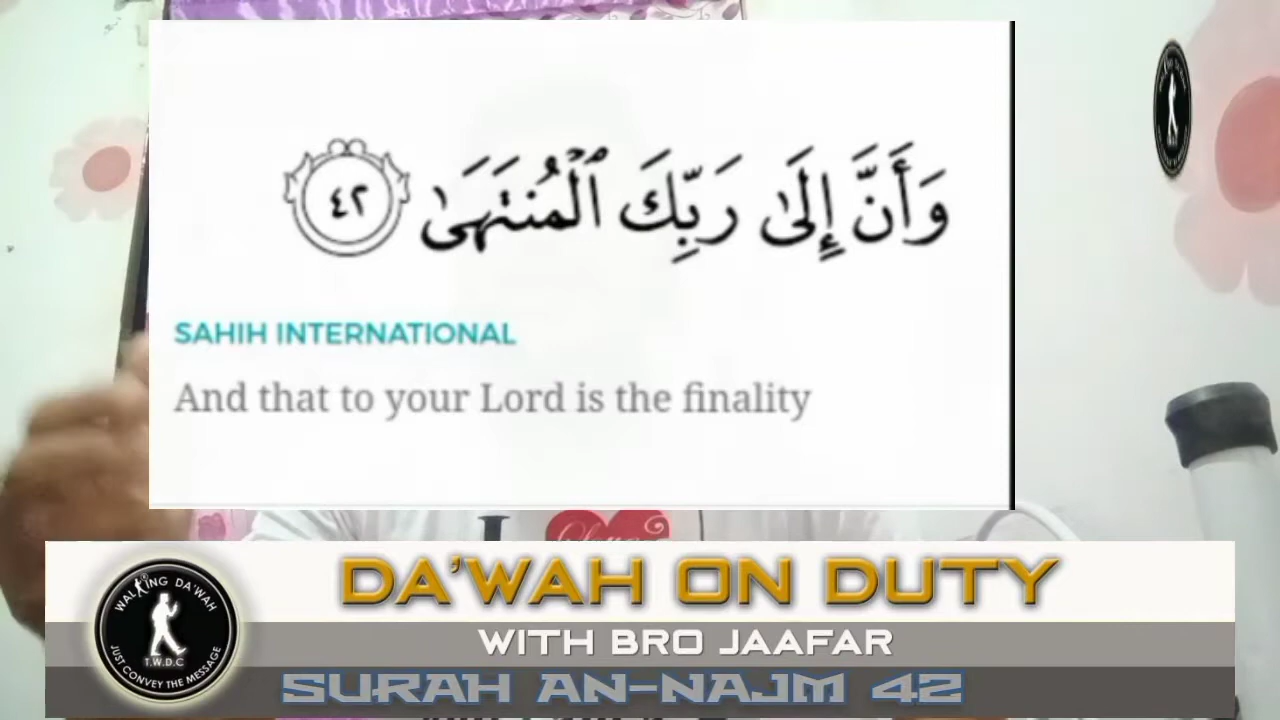 وَأَنَّ إِلَىٰ رَبِّكَ ٱلْمُنتَهَىٰ ٤٢
SAHIH INTERNATIONAL
And that to your Lord is the finality
I
DA'WAH ON DUTY
WITH BRO JAAFAR
SURAH AN-NAJM 42
WALKING DA'WAH
T.W.D.C
JUST CONVEY THE MESSAGE